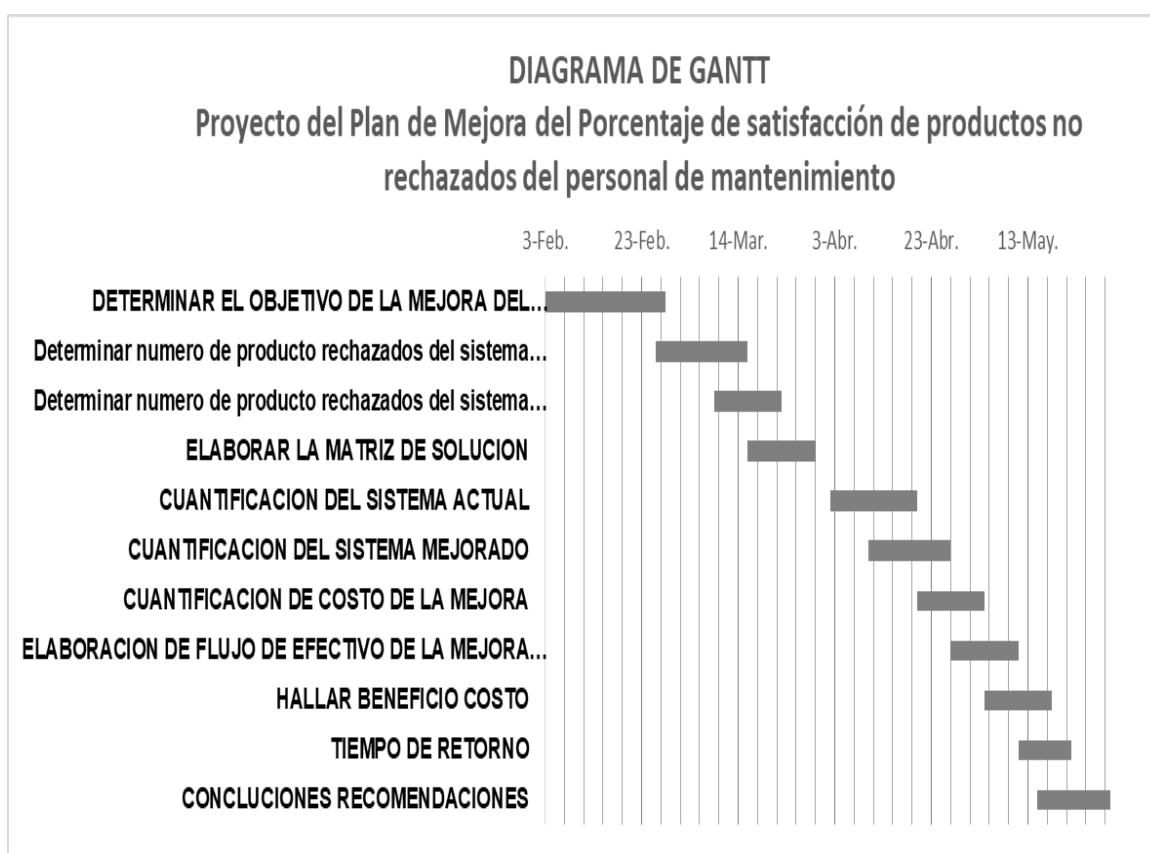 DIAGRAMA DE GANTT
Proyecto del Plan de Mejora del Porcentaje de satisfacción de productos no
rechazados del personal de mantenimiento
3-Feb. 23-Feb. 14-Mar. 3-Abr. 23-Abr. 13-May.
DETERMINAR EL OBJETIVO DE LA MEJORA DEL...
Determinar numero de producto rechazados del sistema...
Determinar numero de producto rechazados del sistema...
ELABORAR LA MATRIZ DE SOLUCION
CUANTIFICACION DEL SISTEMA ACTUAL
CUANTIFICACION DEL SISTEMA MEJORADO
CUANTIFICACION DE COSTO DE LA MEJORA
ELABORACION DE FLUJO DE EFECTIVO DE LA MEJORA...
HALLAR BENEFICIO COSTO
TIEMPO DE RETORNO
CONCLUCIONES RECOMENDACIONES